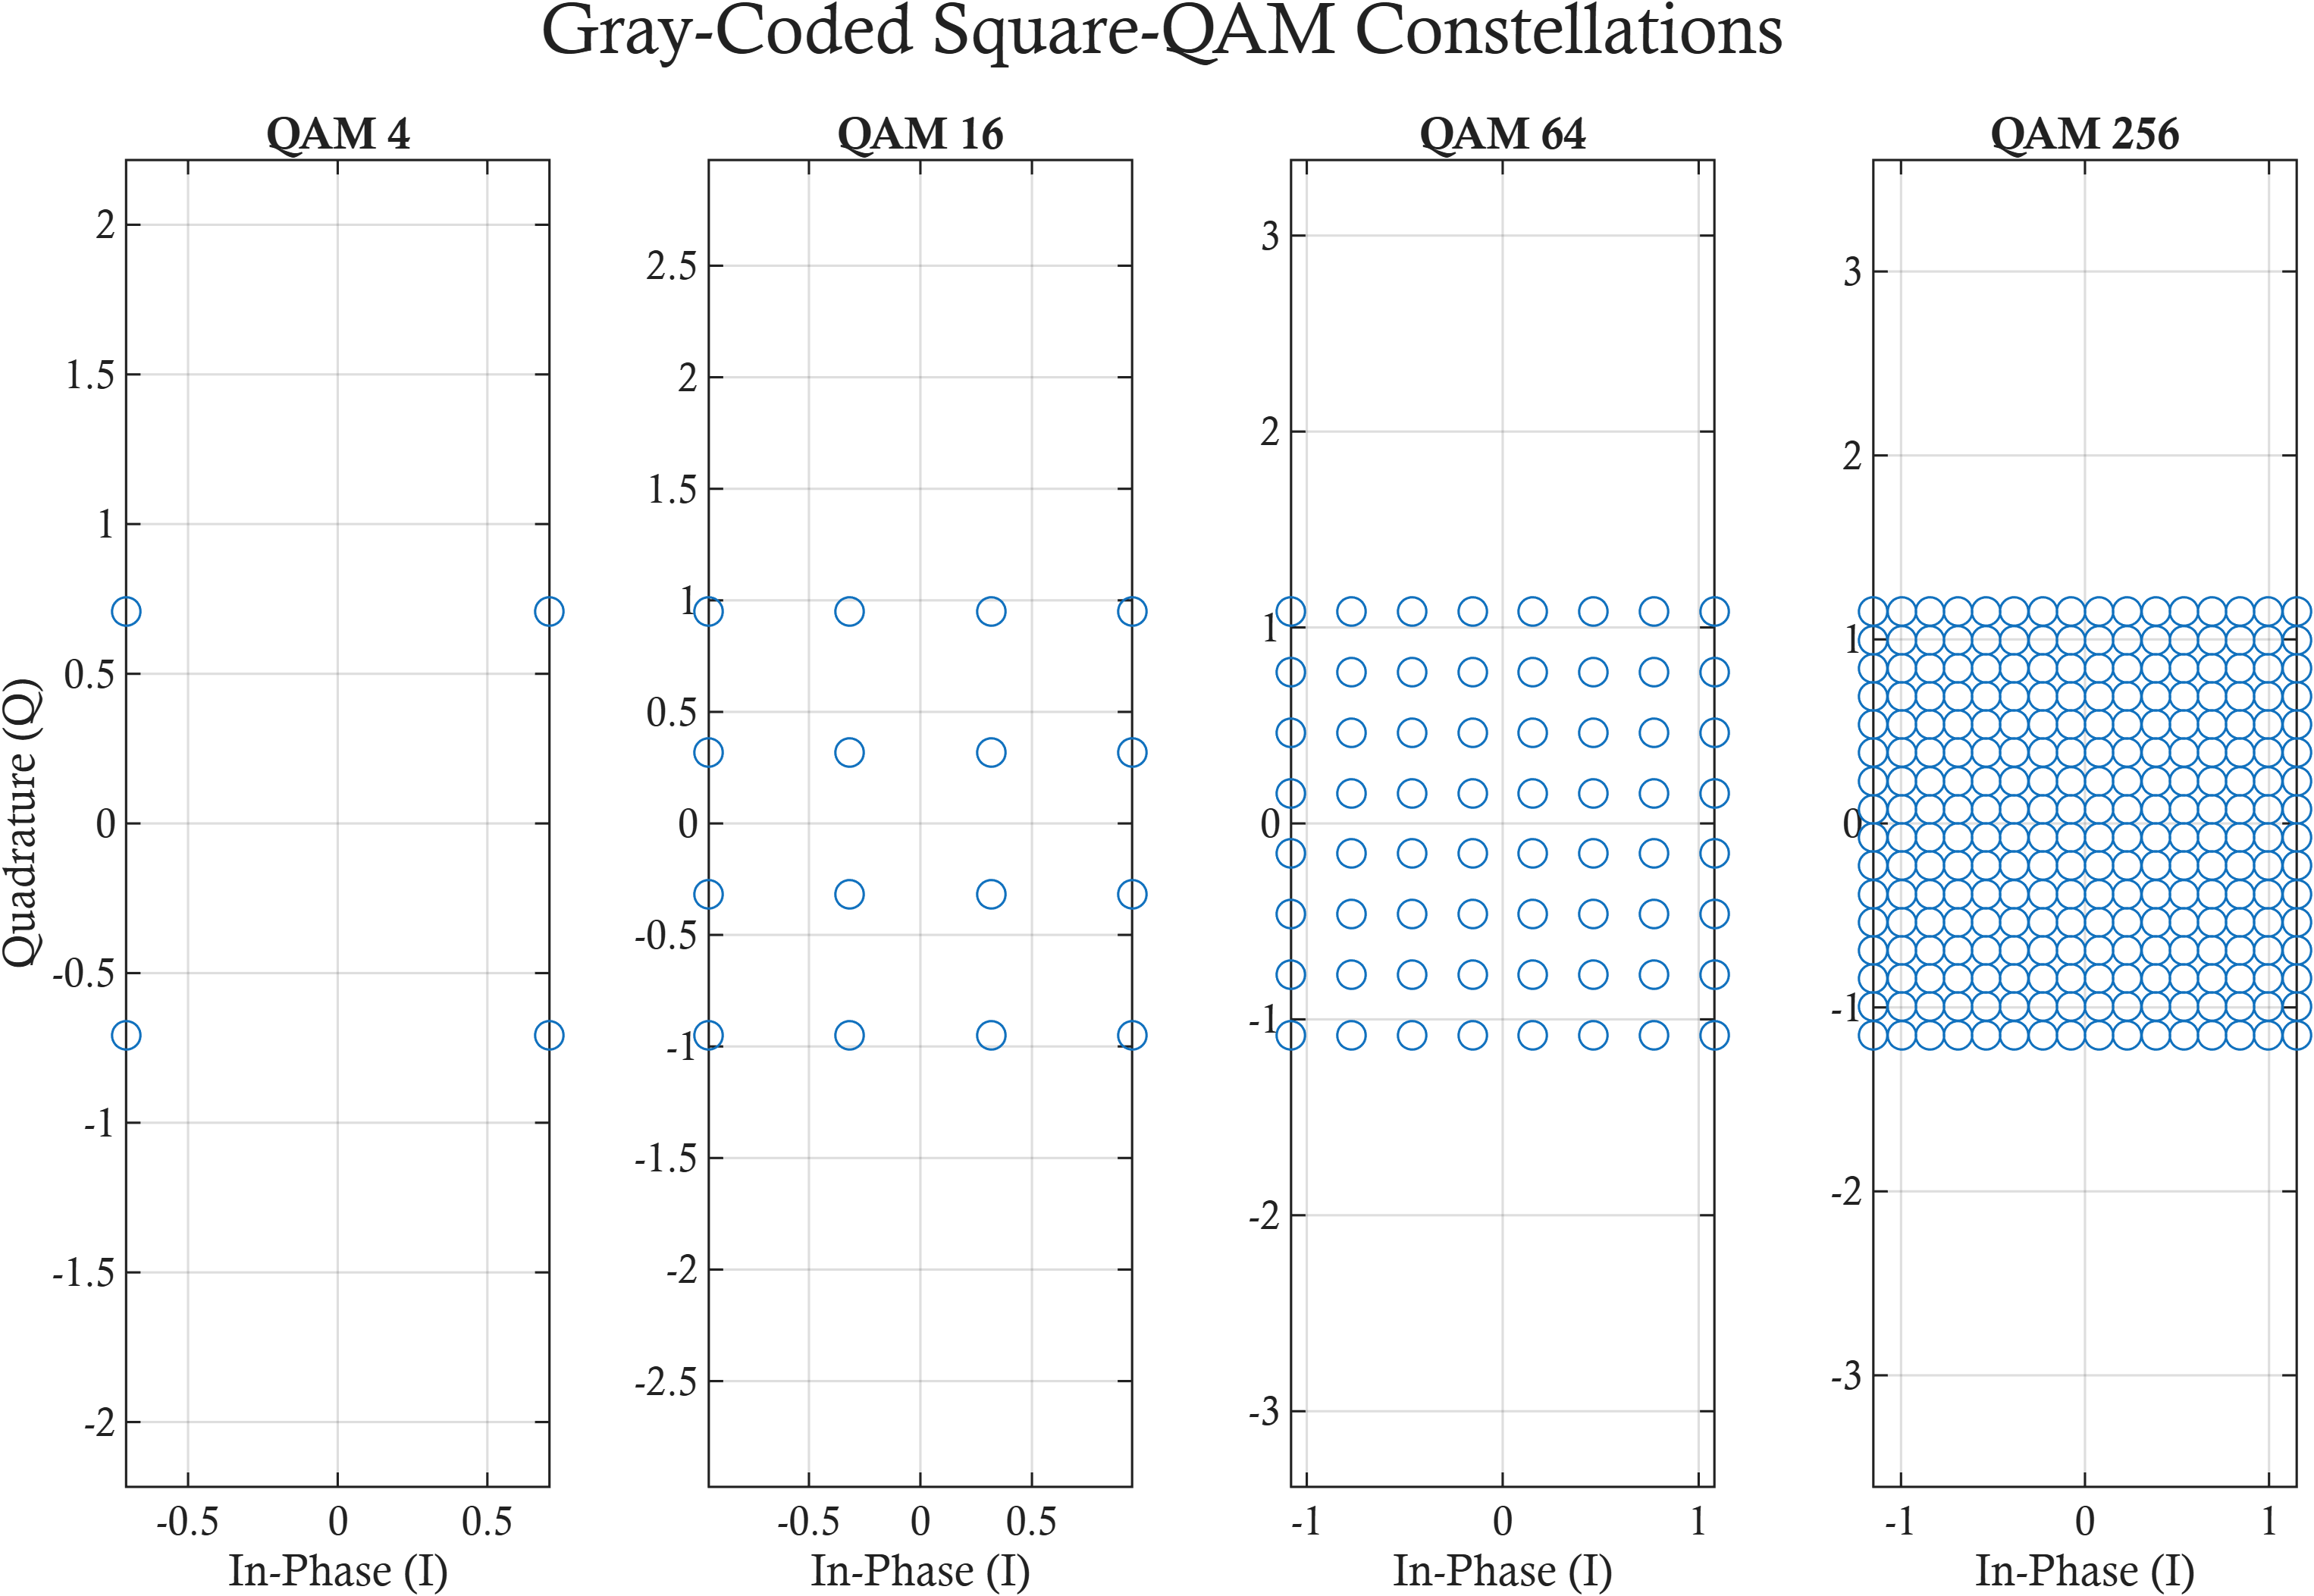 Gray-Coded Square-QAM Constellations
QAM 4
QAM 16
QAM 64
QAM 256
Quadrature (Q)
2
1.5
1
0.5
0
-0.5
-1
-1.5
-2
-0.5 0 0.5
In-Phase (I)
2.5
2
1.5
1
0.5
0
-0.5
-1
-1.5
-2
-2.5
-0.5 0 0.5
In-Phase (I)
3
2
1
0
-1
-2
-3
-1 0 1
In-Phase (I)
3
2
1
0
-1
-2
-3
-1 0 1
In-Phase (I)